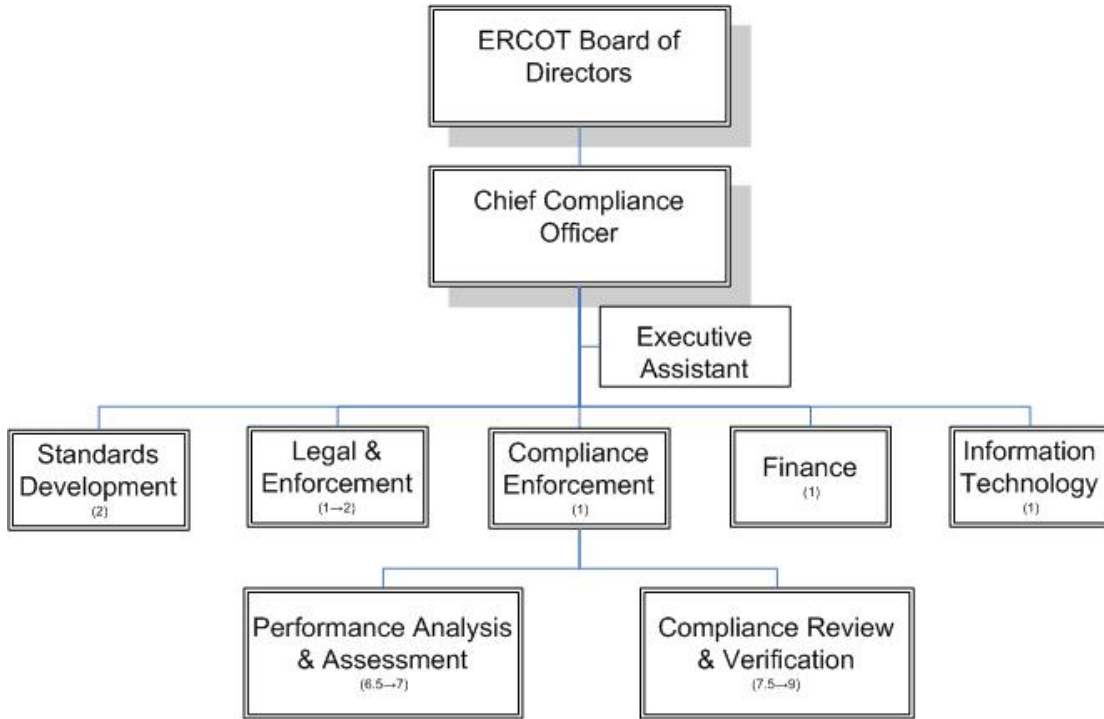 ERCOT Board of
Directors
Chief Compliance
Officer
Executive
Assistant
Standards
Development
(2)
Legal &
Enforcement
(1→2)
Compliance
Enforcement
(1)
Finance
(1)
Information
Technology
(1)
Performance Analysis
& Assessment
(6.5→7)
Compliance Review
& Verification
(7.5→9)